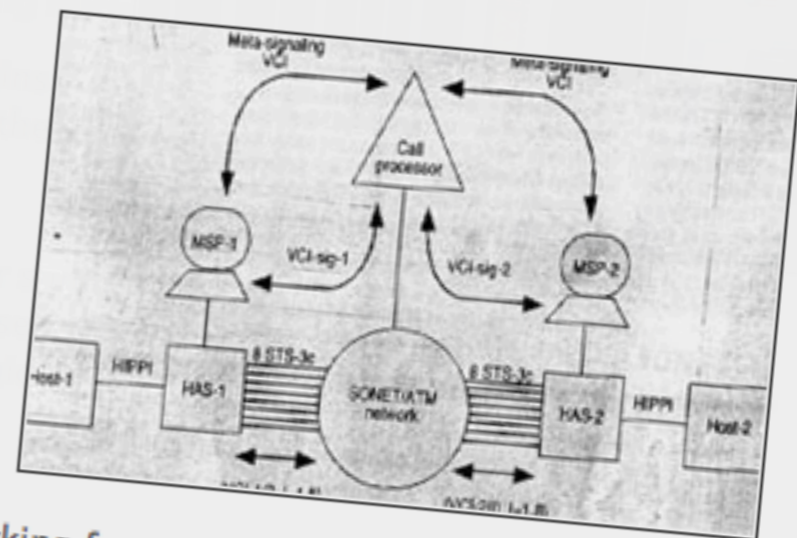 Meta-signaling
VCI
Meta-signaling
VCI
Call
processor
MSP-1
VCI-sig-1
VCI-sig-2
MSP-2
Host-1
HIPPI
HAS-1
8 STS-3c
SONET/ATM
network
8 STS-3c
HAS-2
HIPPI
Host-2
king f